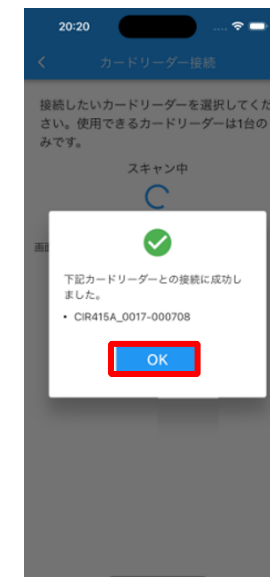 20:20
カードリーダー接続
接続したいカードリーダーを選択してくだ
さい。使用できるカードリーダーは1台の
みです。
スキャン中
下記カードリーダーとの接続に成功し
ました。
・ CIR415A_0017-000708
OK